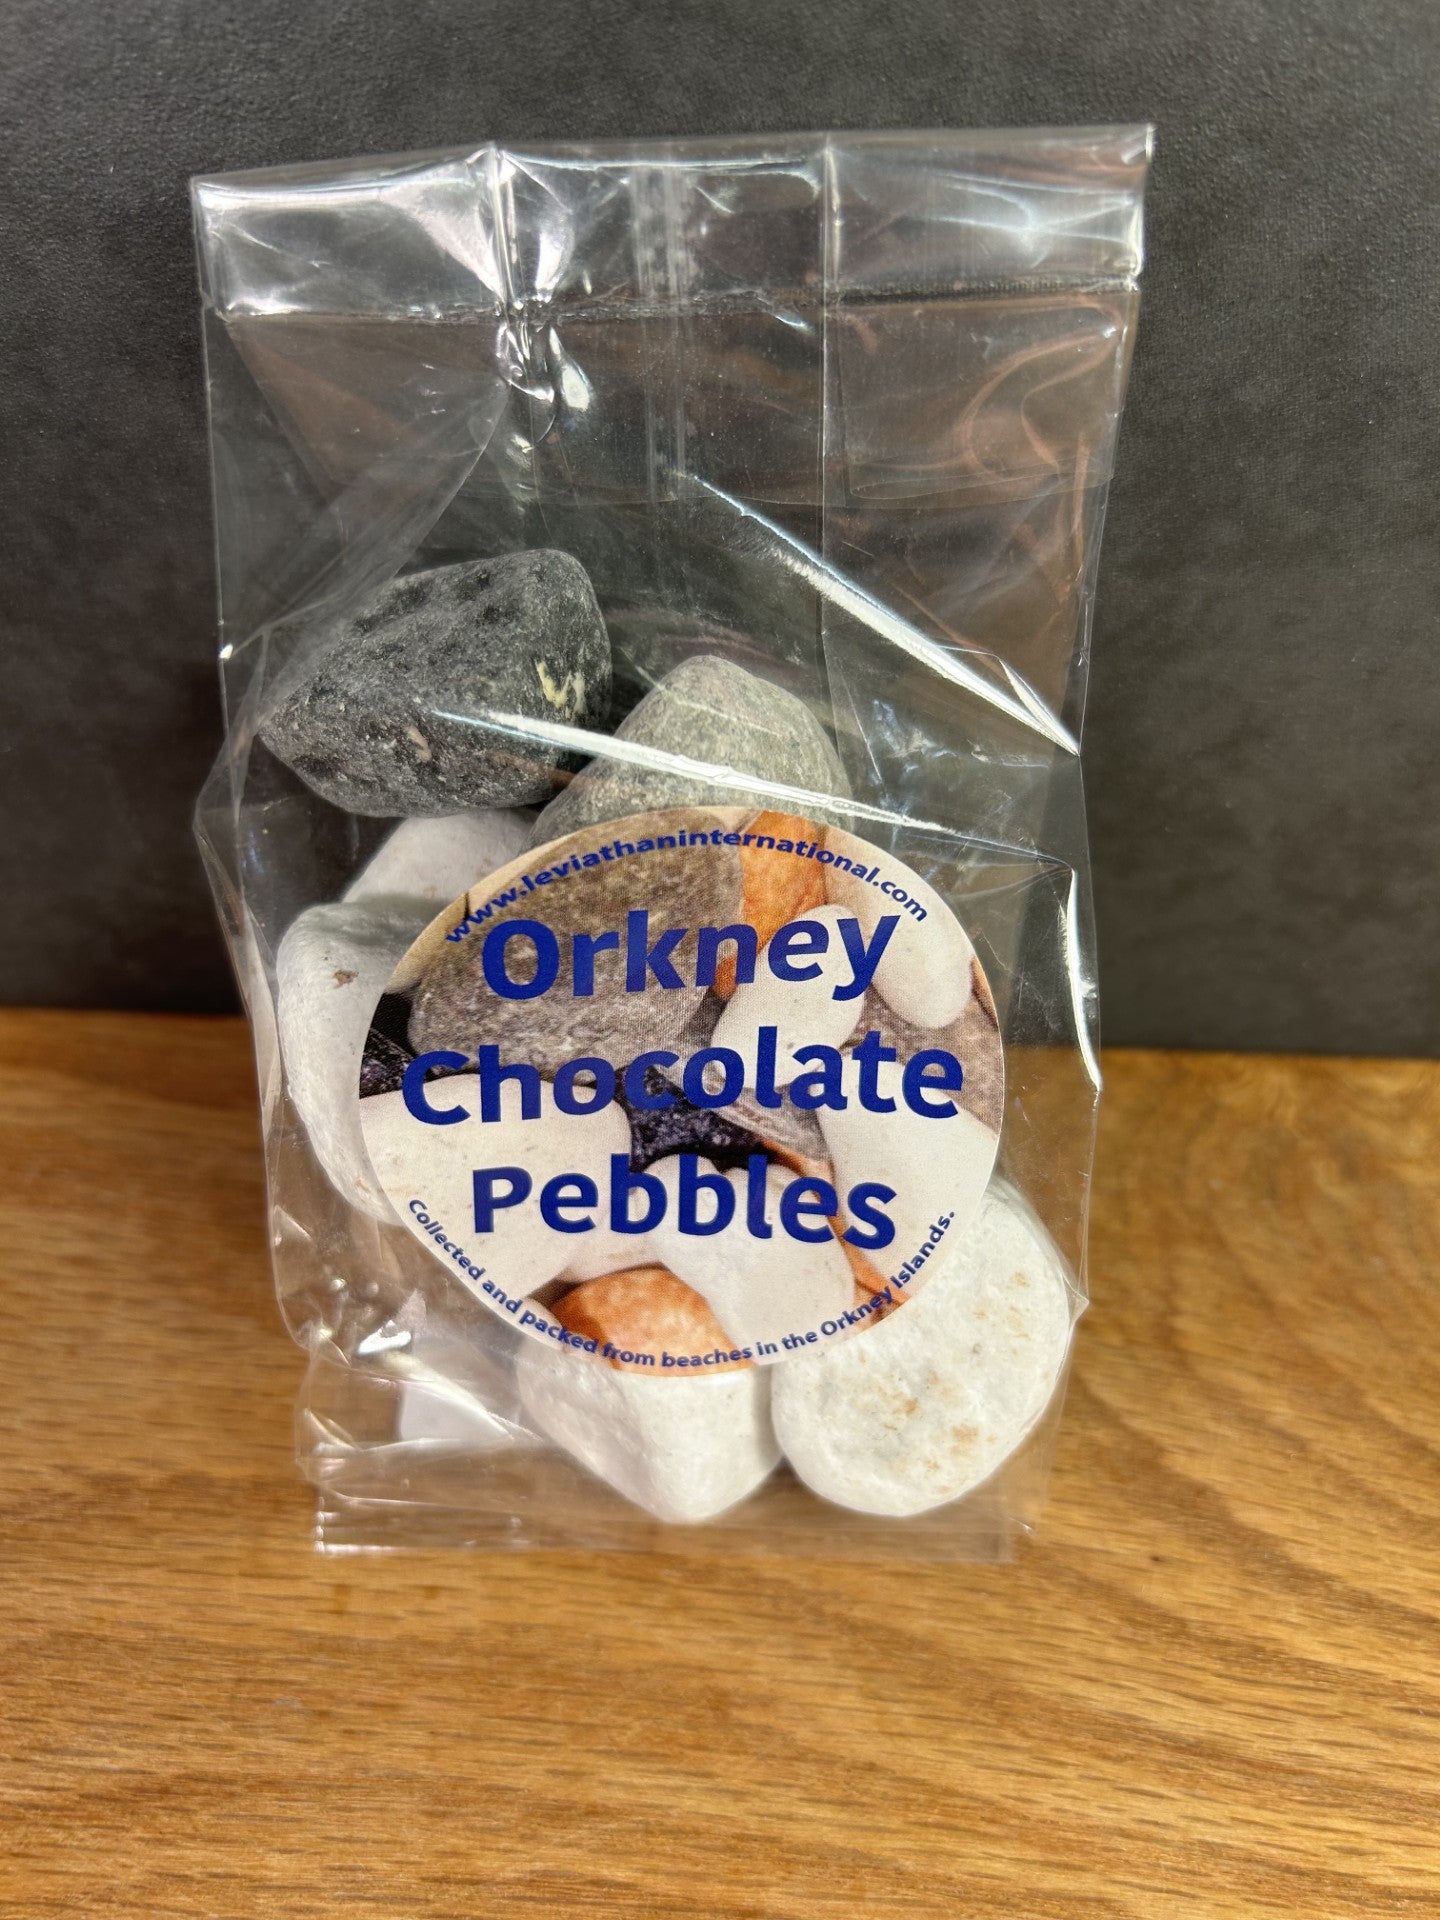 www.leviathaninternational.com
Orkney
Chocolate
Pebbles
Collected and packed from beaches in the Orkney Islands.